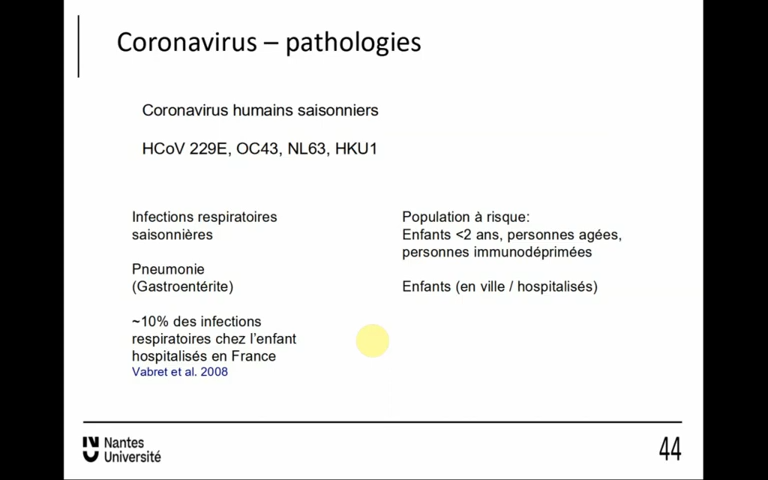 Coronavirus – pathologies
Coronavirus humains saisonniers
HCoV 229E, OC43, NL63, HKU1
Infections respiratoires
saisonnières
Pneumonie
(Gastroentérite)
~10% des infections
respiratoires chez l'enfant
hospitalisés en France
Vabret et al. 2008
Population à risque:
Enfants <2 ans, personnes agées,
personnes immunodéprimées
Enfants (en ville / hospitalisés)
Nantes
Université
44